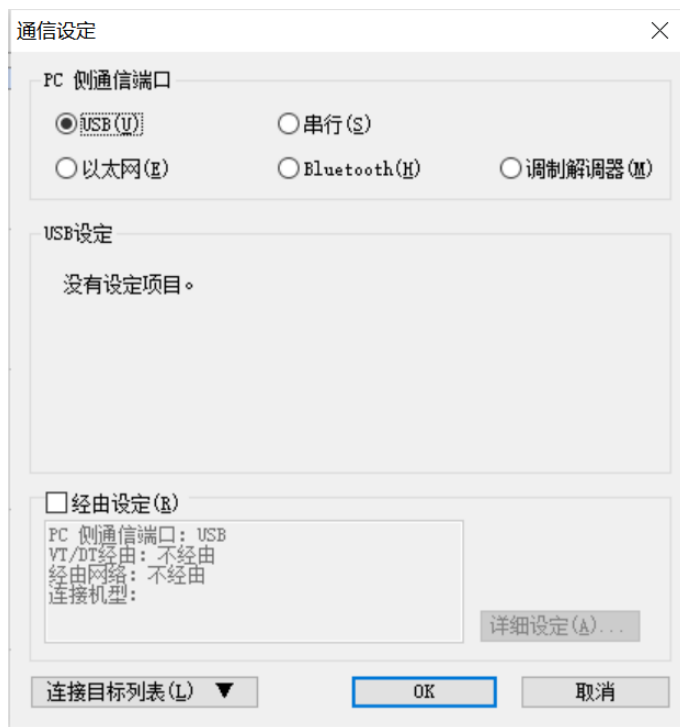 通信设定
PC 侧通信端口
USB(U) 串行(S)
以太网(E) Bluetooth(H) 调制解调器(M)
USB设定
没有设定项目。
经由设定(R)
PC 侧通信端口: USB
VT/DT经由: 不经由
经由网络: 不经由
连接机型:
详细设定(A)...
连接目标列表(L) ▼ OK 取消